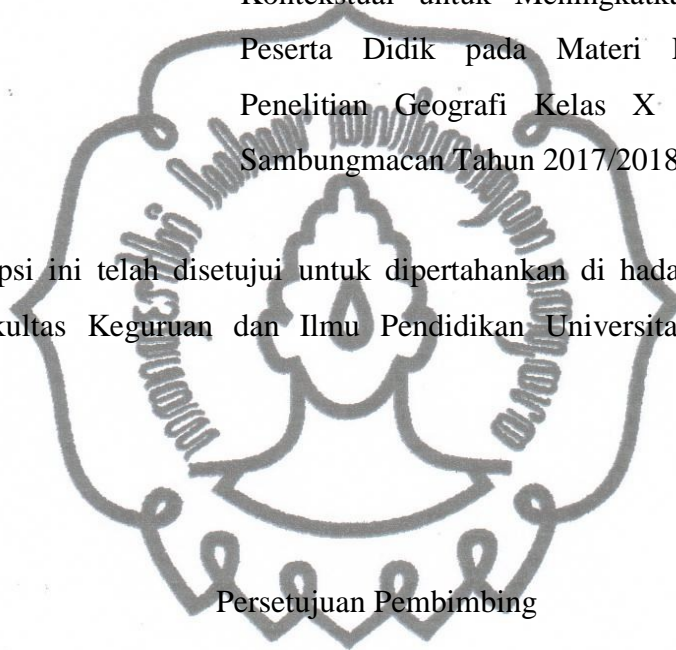 Kontekstual untuk Meningkatka
Peserta Didik pada Materi
Penelitian Geografi Kelas X
Sambungmacan Tahun 2017/2018
psi ini telah disetujui untuk dipertahankan di hada
kultas Keguruan dan Ilmu Pendidikan Universita
Persetujuan Pembimbing